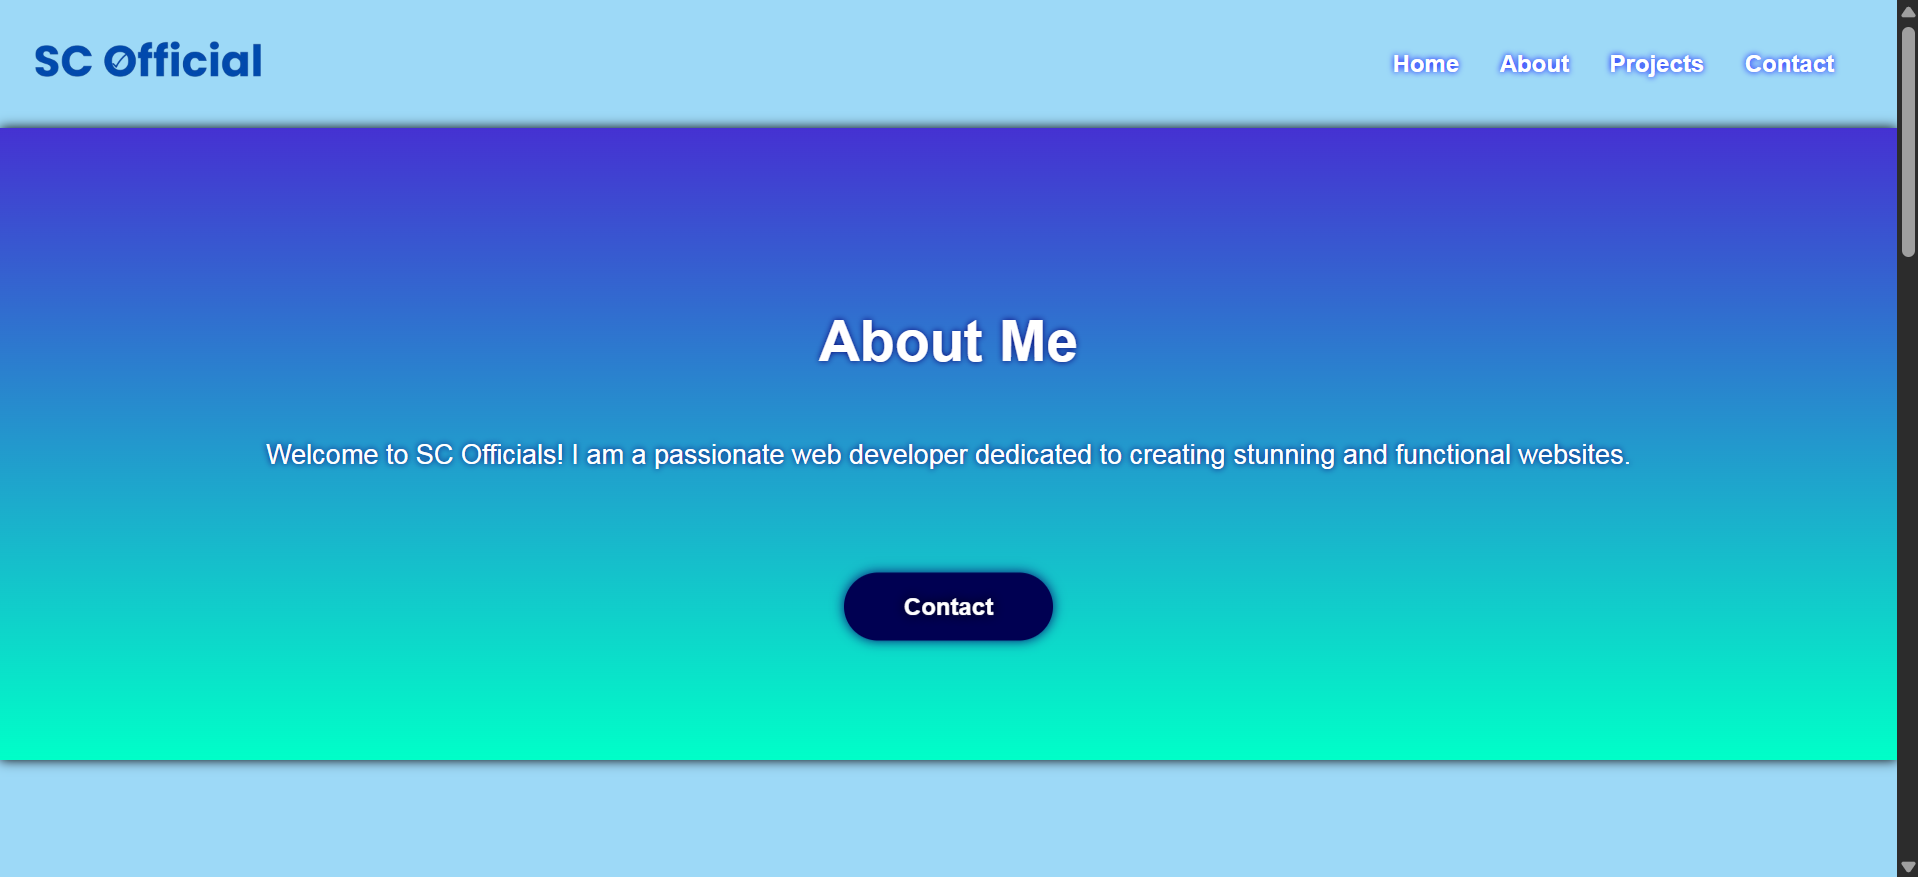 SC Official
Home About Projects Contact
About Me
Welcome to SC Officials! I am a passionate web developer dedicated to creating stunning and functional websites.
Contact